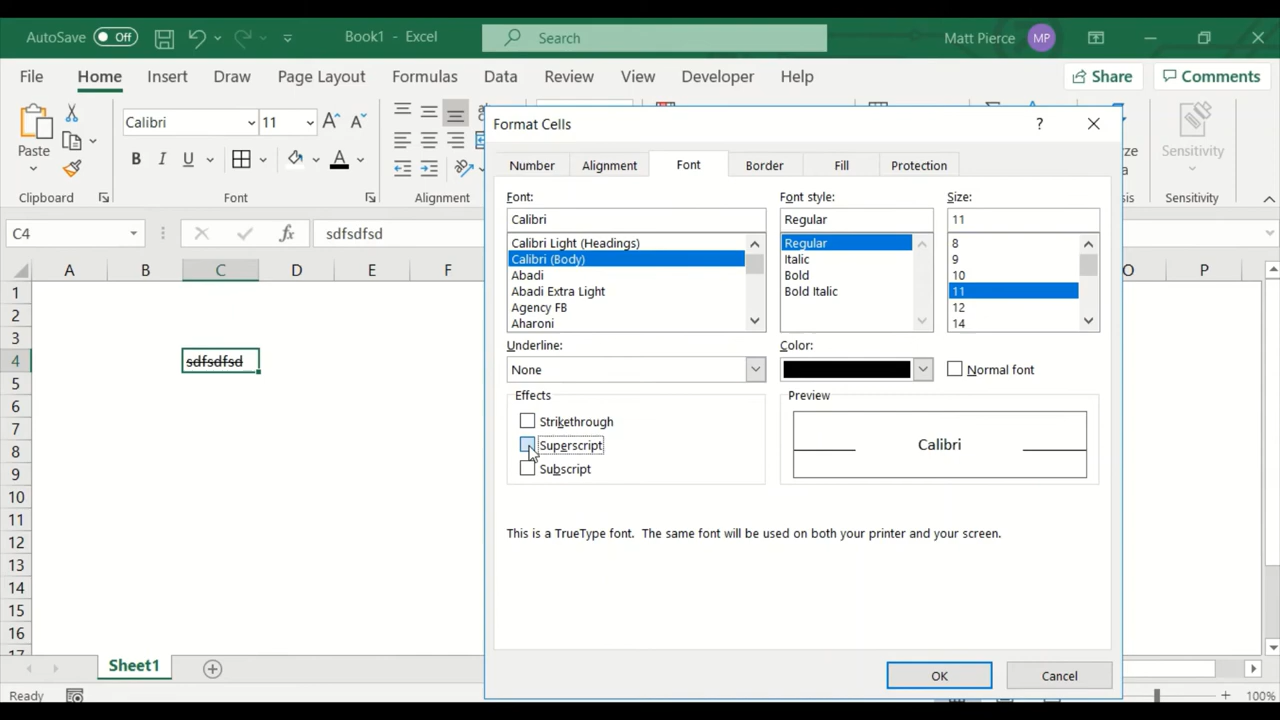 AutoSave Off Book1 - Excel Search Matt Pierce MP
File Home Insert Draw Page Layout Formulas Data Review View Developer Help Share Comments
Calibri 11
Paste B I U A Sensitivity
Clipboard Font Alignment Sensitivity
C4 fx sdfsdfsd
A B C D E F O P
1
2
3
4 sdfsdfsd
5
6
7
8
9
10
11
12
13
14
15
16
17
Format Cells ?
Number Alignment Font Border Fill Protection
Font: Font style: Size:
Calibri Regular 11
Calibri Light (Headings) Regular 8
Calibri (Body) Italic 9
Abadi Bold 10
Abadi Extra Light Bold Italic 11
Agency FB 12
Aharoni 14
Underline: Color:
None Normal font
Effects Preview
Strikethrough
Superscript Calibri
Subscript
This is a TrueType font. The same font will be used on both your printer and your screen.
OK Cancel
Sheet1
Ready 100%